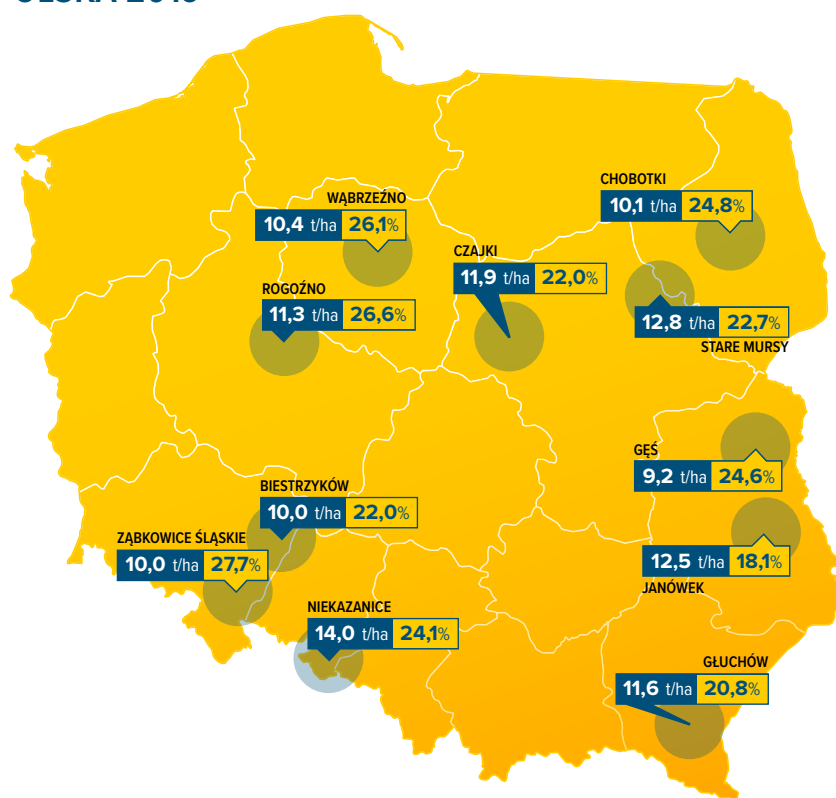 CHOBOTKI
10,1 t/ha 24,8%
WĄBRZEŹNO
10,4 t/ha 26,1%
CZAJKI
11,9 t/ha 22,0%
ROGOŹNO
11,3 t/ha 26,6%
12,8 t/ha 22,7%
STARE MURSY
GĘŚ
9,2 t/ha 24,6%
BIESTRZYKÓW
10,0 t/ha 22,0%
ZĄBKOWICE ŚLĄSKIE
10,0 t/ha 27,7%
12,5 t/ha 18,1%
JANÓWEK
NIEKAZANICE
14,0 t/ha 24,1%
GŁUCHÓW
11,6 t/ha 20,8%